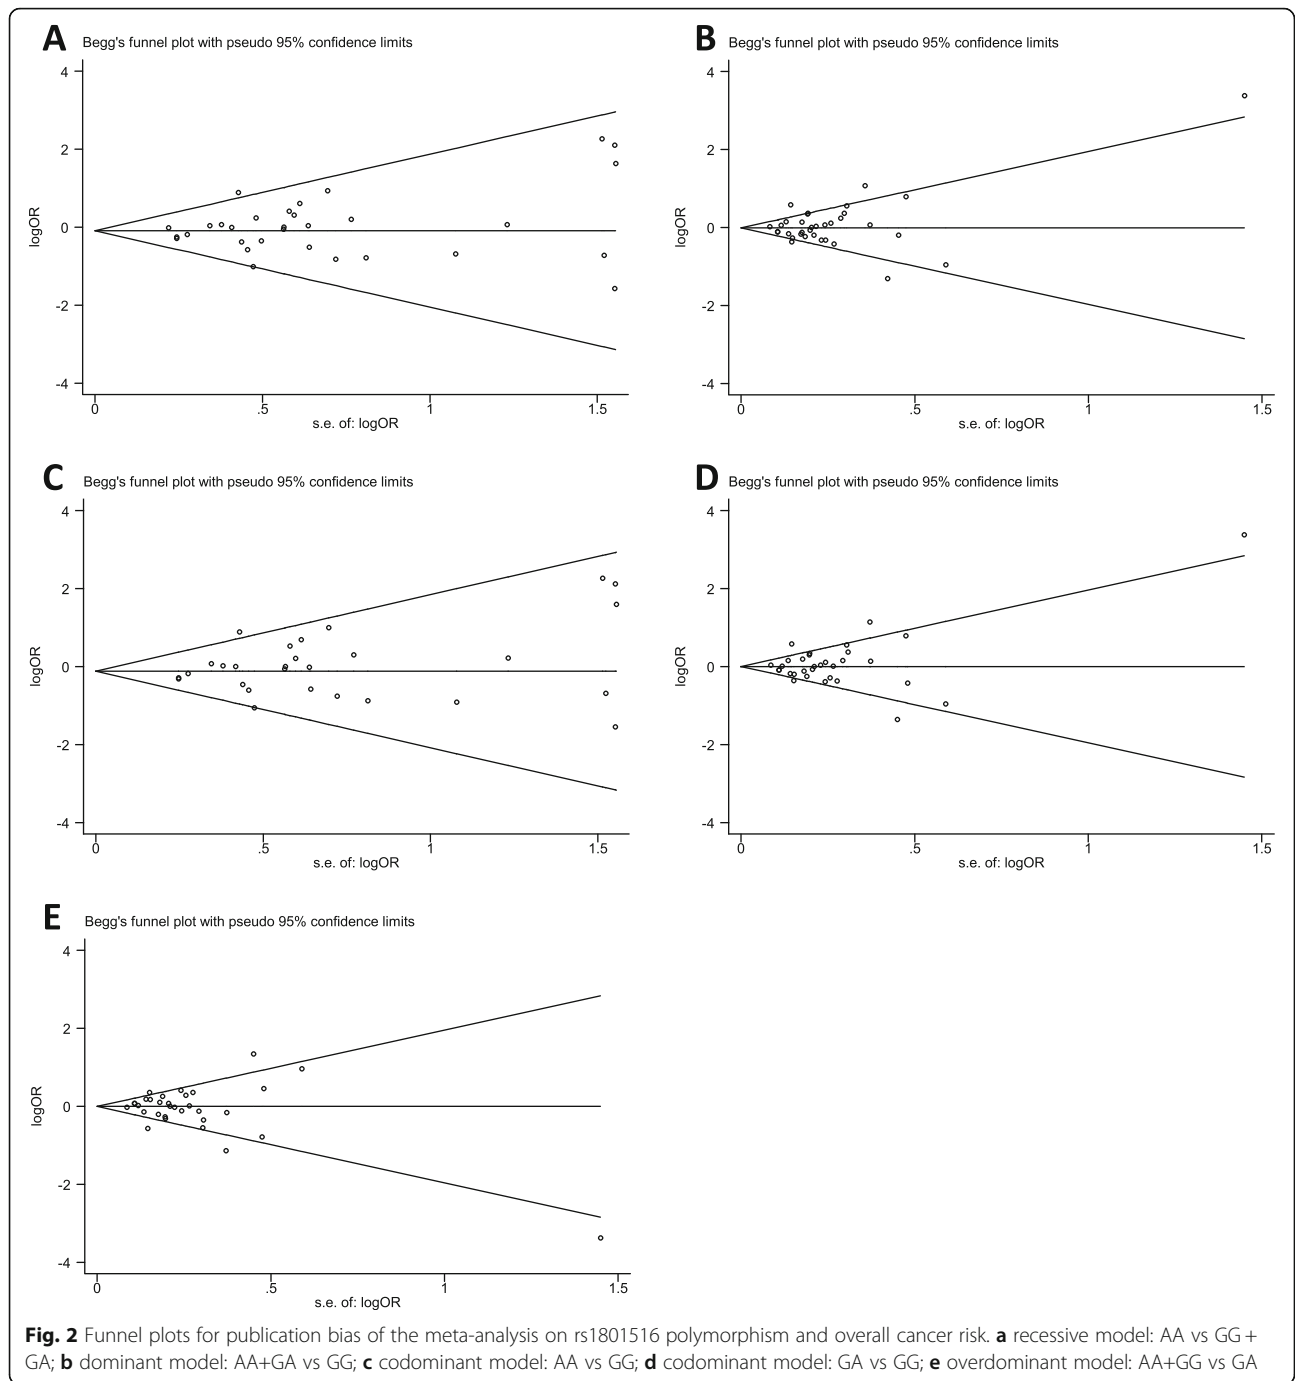 A Begg's funnel plot with pseudo 95% confidence limits
4
2
0
-2
-4
logOR
0 .5 1 1.5
s.e. of: logOR
B Begg's funnel plot with pseudo 95% confidence limits
4
2
0
-2
-4
logOR
0 .5 1 1.5
s.e. of: logOR
C Begg's funnel plot with pseudo 95% confidence limits
4
2
0
-2
-4
logOR
0 .5 1 1.5
s.e. of: logOR
D Begg's funnel plot with pseudo 95% confidence limits
4
2
0
-2
-4
logOR
0 .5 1 1.5
s.e. of: logOR
E Begg's funnel plot with pseudo 95% confidence limits
4
2
0
-2
-4
logOR
0 .5 1 1.5
s.e. of: logOR
Fig. 2 Funnel plots for publication bias of the meta-analysis on rs1801516 polymorphism and overall cancer risk. a recessive model: AA vs GG +
GA; b dominant model: AA+GA vs GG; c codominant model: AA vs GG; d codominant model: GA vs GG; e overdominant model: AA+GG vs GA